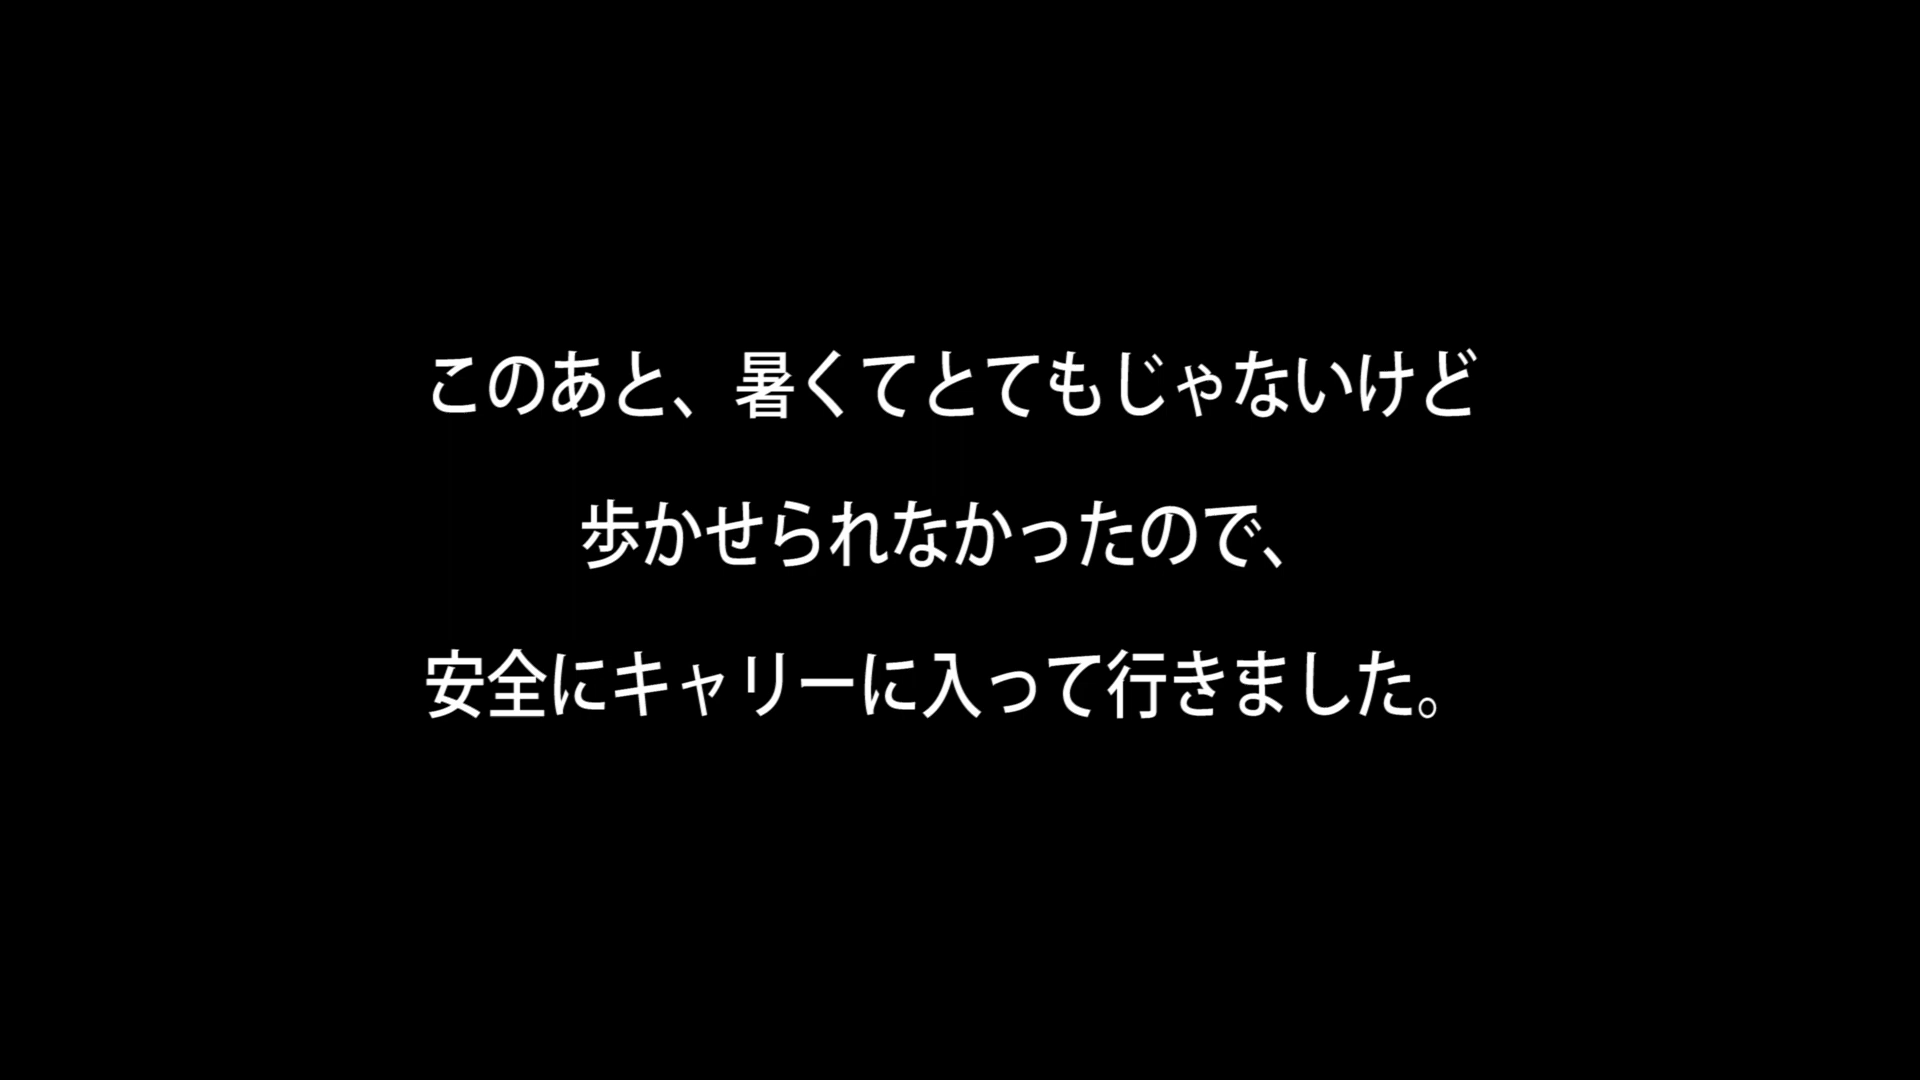 このあと、暑くてとてもじゃないけど
歩かせられなかったので、
安全にキャリーに入って行きました。